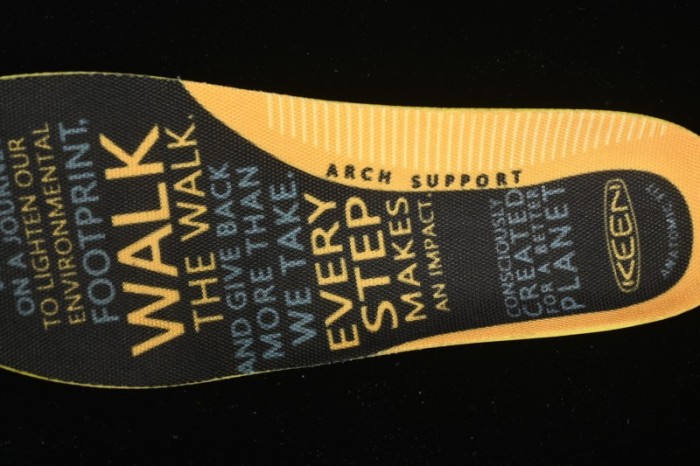 ON A JOURNE
TO LIGHTEN OUR
ENVIRONMENTAL
FOOTPRINT,
WALK
THE WALK.
AND GIVE BACK
MORE THAN
WE TAKE.
EVERY
STEP
MAKES
AN IMPACT.
ARCH SUPPORT
CONSCIOUSLY
CREATED
FOR A BETTER
PLANET
KEEN